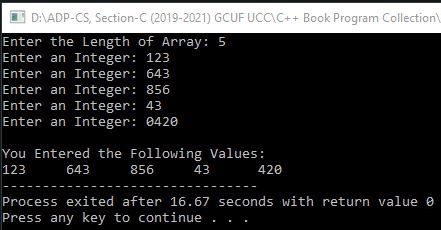 D:\ADP-CS, Section-C (2019-2021) GCUF UCC\C++ Book Program Collection\
Enter the Length of Array: 5
Enter an Integer: 123
Enter an Integer: 643
Enter an Integer: 856
Enter an Integer: 43
Enter an Integer: 0420
You Entered the Following Values:
123 643 856 43 420
--------------------------------
Process exited after 16.67 seconds with return value 0
Press any key to continue . . .